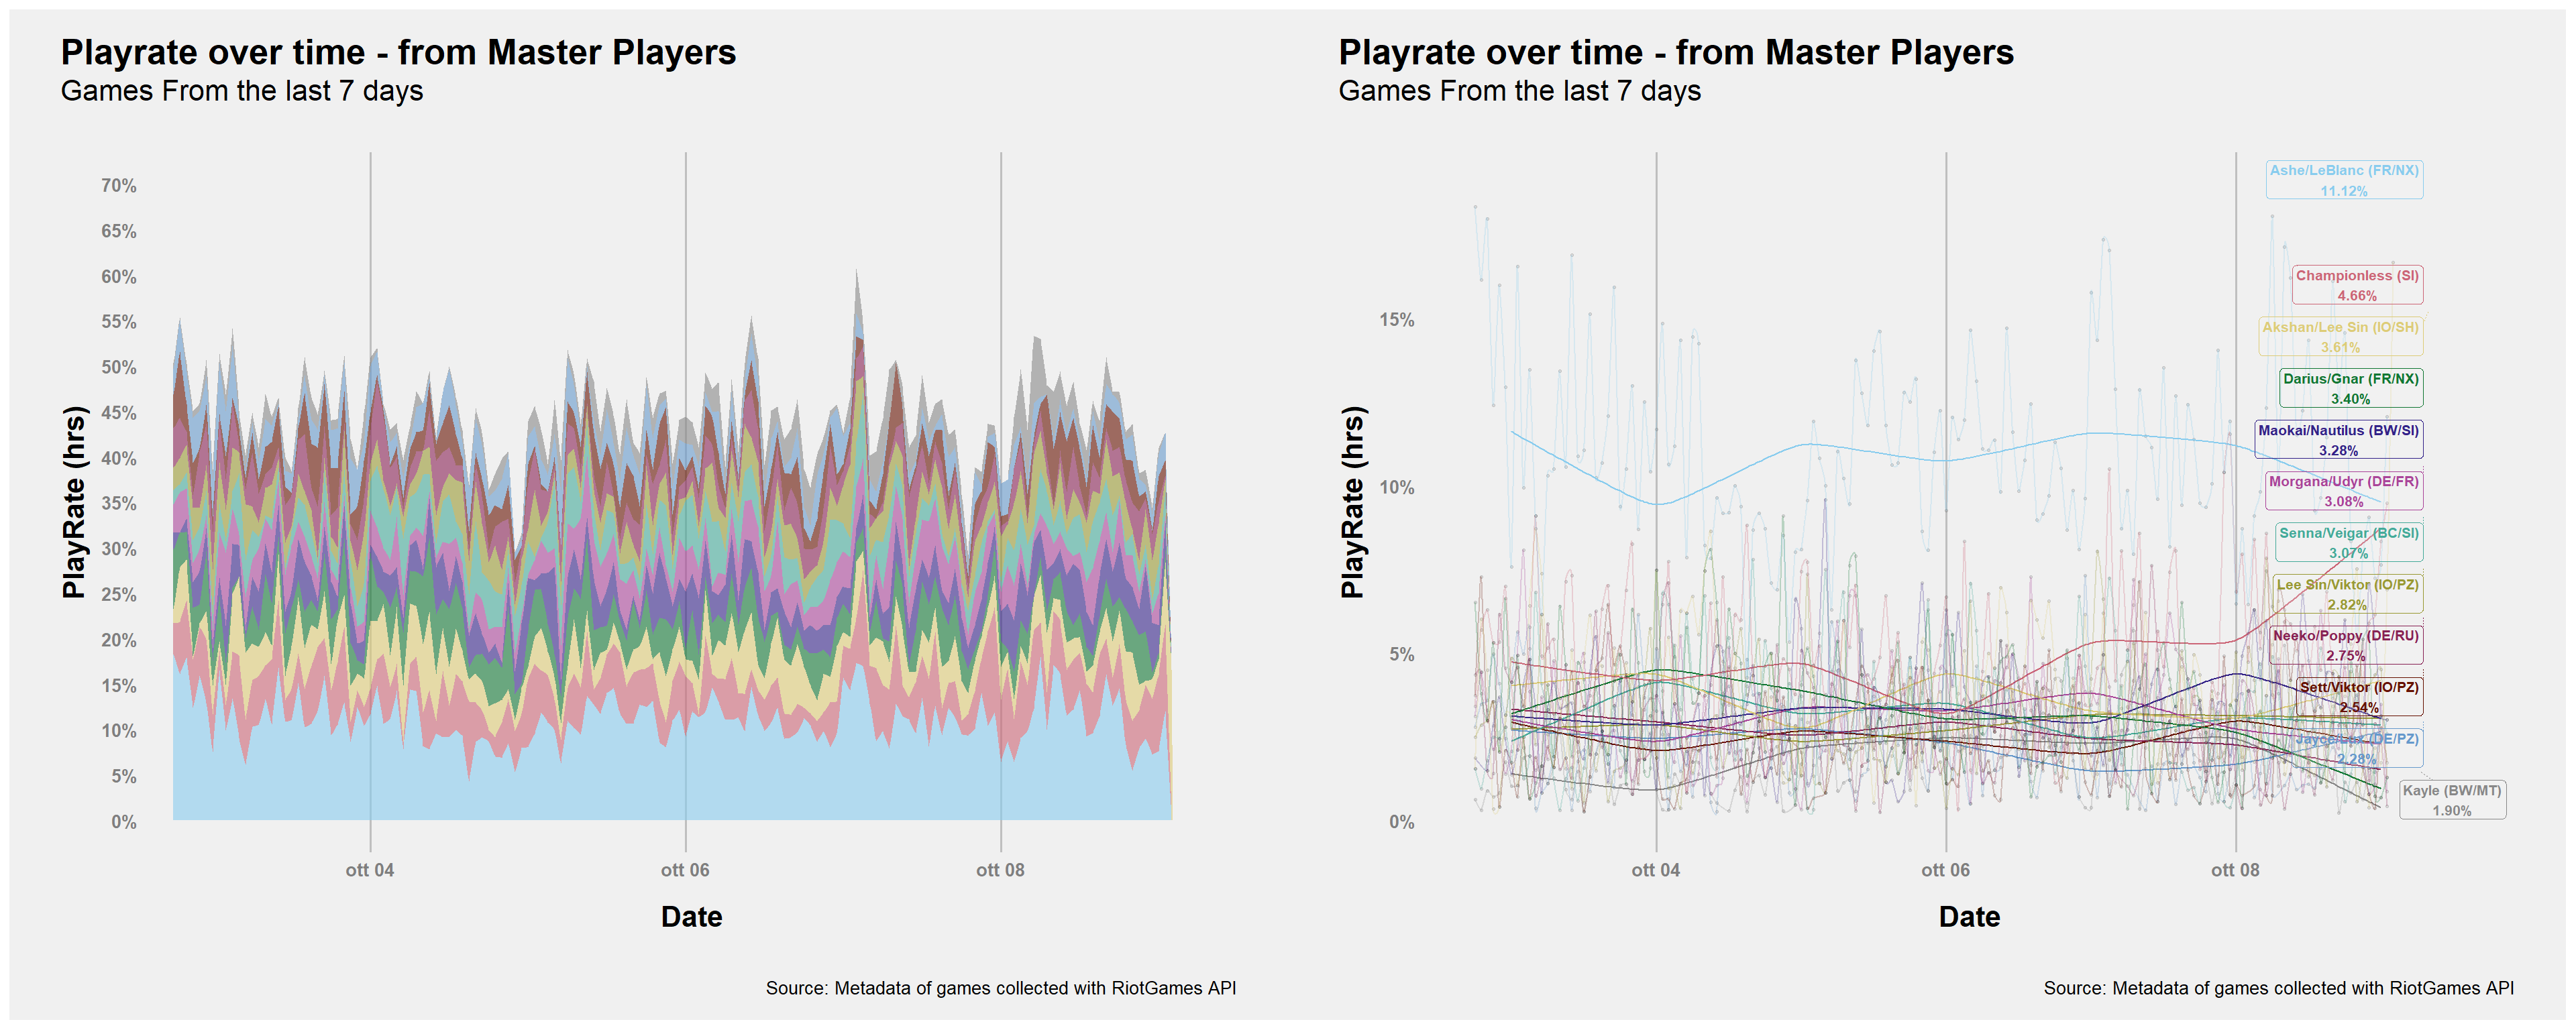 Playrate over time - from Master Players
Games From the last 7 days
70%
65%
60%
55%
50%
45%
40%
35%
30%
25%
20%
15%
10%
5%
0%
PlayRate (hrs)
ott 04
ott 06
ott 08
Date
Source: Metadata of games collected with RiotGames API
Playrate over time - from Master Players
Games From the last 7 days
15%
10%
5%
0%
PlayRate (hrs)
Ashe/LeBlanc (FR/NX)
11.12%
Championless (SI)
4.66%
Akshan/Lee Sin (IO/SH)
3.61%
Darius/Gnar (FR/NX)
3.40%
Maokai/Nautilus (BW/SI)
3.28%
Morgana/Udyr (DE/FR)
3.08%
Senna/Veigar (BC/SI)
3.07%
Lee Sin/Viktor (IO/PZ)
2.82%
Neeko/Poppy (DE/RU)
2.75%
Sett/Viktor (IO/PZ)
2.54%
(DE/PZ)
2.28%
Kayle (BW/MT)
1.90%
ott 04
ott 06
ott 08
Date
Source: Metadata of games collected with RiotGames API